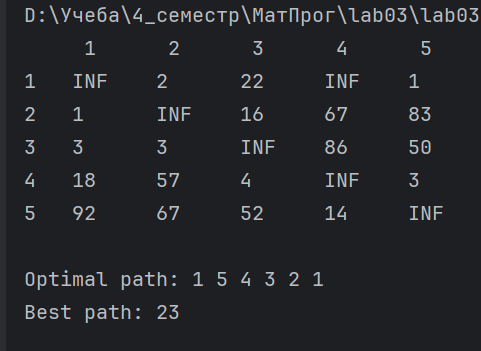 D:\Учеба\4_семестр\МатПрог\lab03\lab03
1 2 3 4 5
1 INF 2 22 INF 1
2 1 INF 16 67 83
3 3 3 INF 86 50
4 18 57 4 INF 3
5 92 67 52 14 INF
Optimal path: 1 5 4 3 2 1
Best path: 23